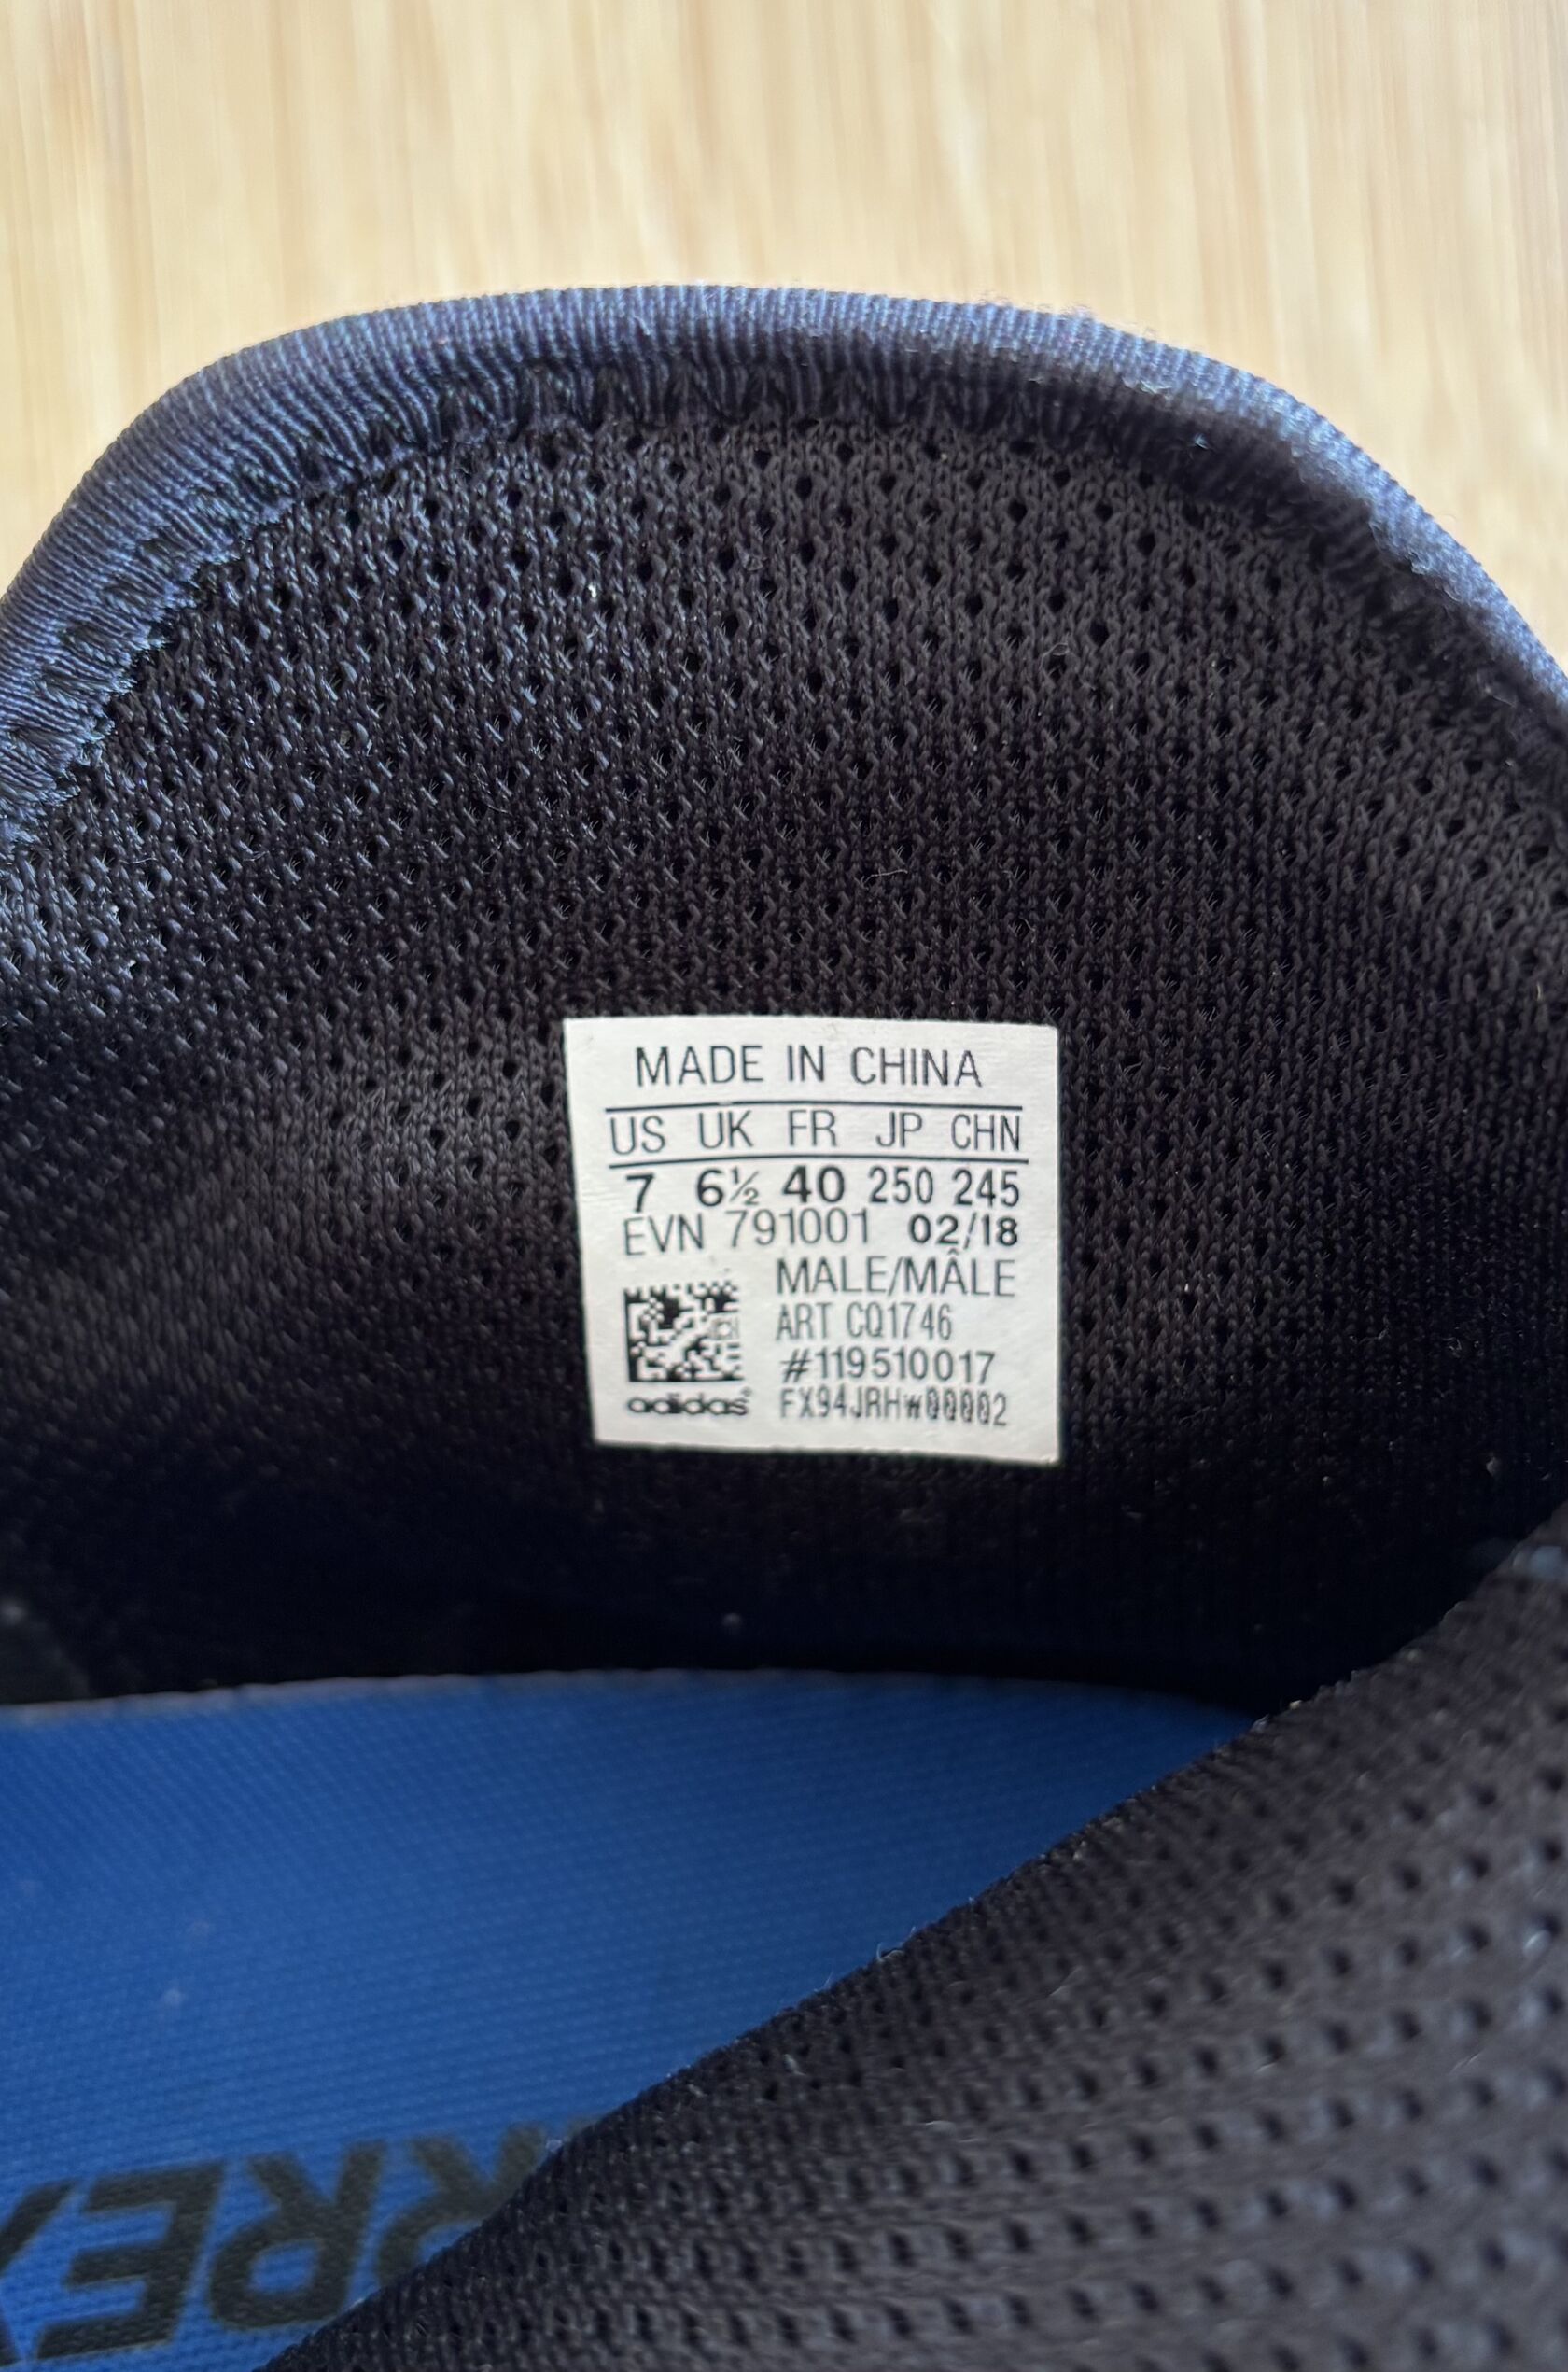 MADE IN CHINA
US UK FR JP CHN
7 6½ 40 250 245
EVN 791001 02/18
MALE/MÂLE
ART CQ1746
#119510017
adidas® FX94JRHW00002